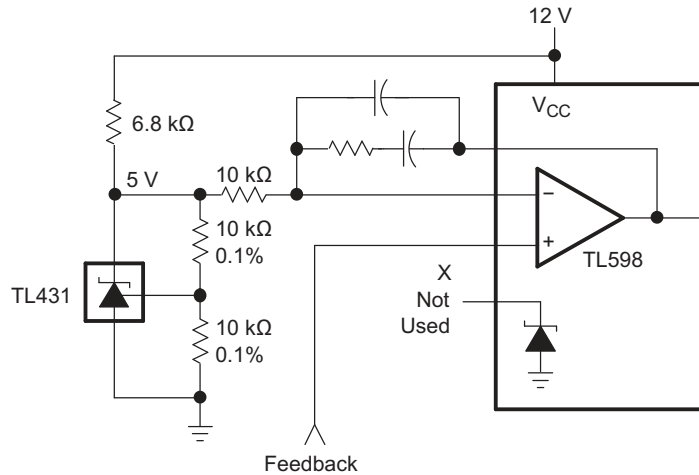 12 V
V_CC
6.8 kΩ
5 V
10 kΩ
10 kΩ
0.1%
−
+
TL598
TL431
X
Not
Used
10 kΩ
0.1%
Feedback